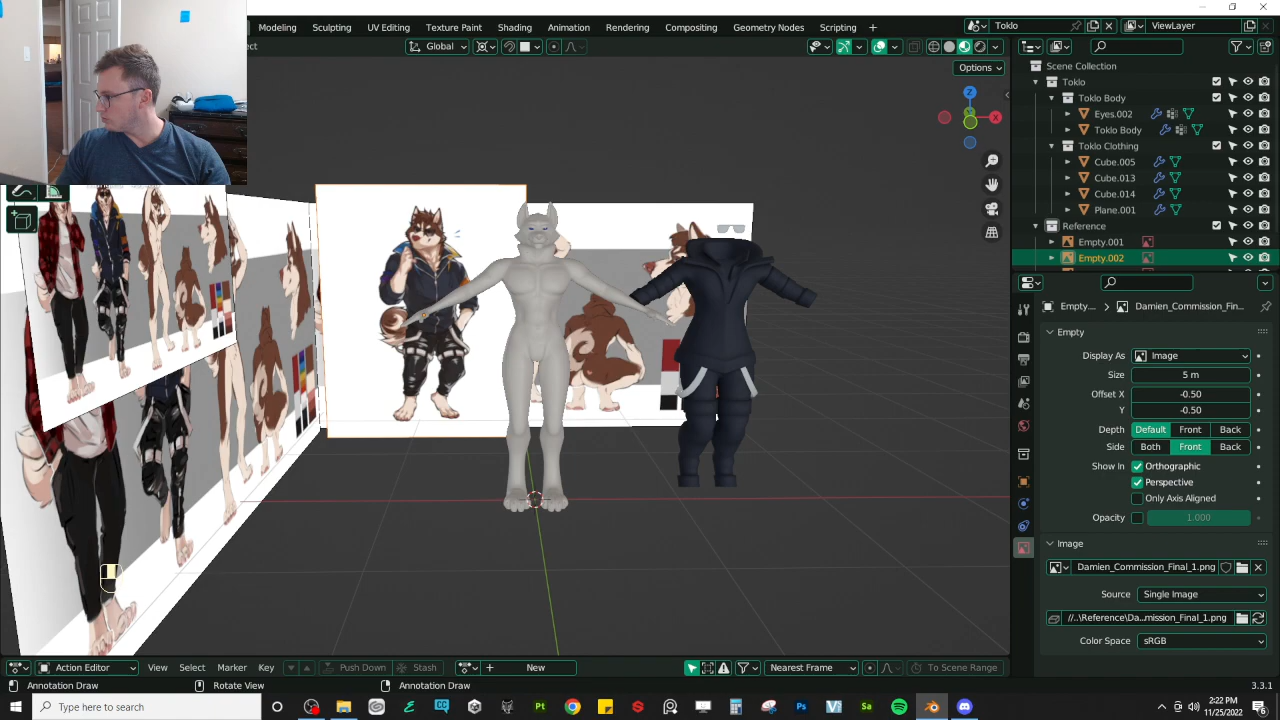 Modeling Sculpting UV Editing Texture Paint Shading Animation Rendering Compositing Geometry Nodes Scripting +
Toklo ViewLayer
ect Global
Options
Z
X
Scene Collection
Toklo
Toklo Body
Eyes.002
Toklo Body
Toklo Clothing
Cube.005
Cube.013
Cube.014
Plane.001
Reference
Empty.001
Empty.002
Empty... Damien_Commission_Fin...
Empty
Display As Image
Size 5 m
Offset X -0.50
Y -0.50
Depth Default Front Back
Side Both Front Back
Show In Orthographic
Perspective
Only Axis Aligned
Opacity 1.000
Image
Damien_Commission_Final_1.png
Source Single Image
//..\Reference\Da...mission_Final_1.png
Color Space sRGB
Action Editor View Select Marker Key Push Down Stash + New Nearest Frame To Scene Range
Annotation Draw Rotate View Annotation Draw 3.3.1
Type here to search
2:22 PM
11/25/2022